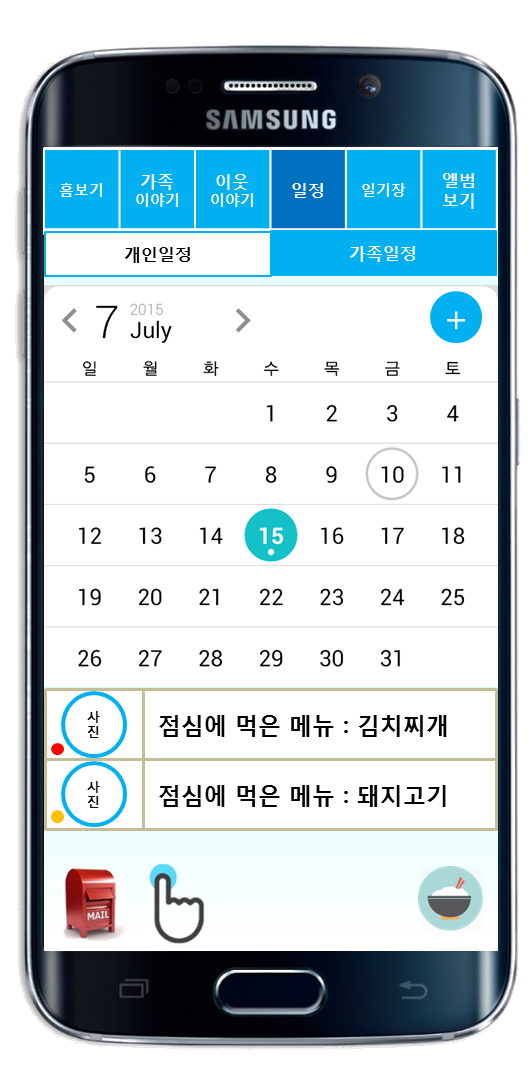 SAMSUNG
홈보기
가족
이야기
이웃
이야기
일정
일기장
앨범
보기
개인일정
가족일정
7
2015
July
+
일 월 화 수 목 금 토
1 2 3 4
5 6 7 8 9 10 11
12 13 14 15 16 17 18
19 20 21 22 23 24 25
26 27 28 29 30 31
사
진
점심에 먹은 메뉴 : 김치찌개
사
진
점심에 먹은 메뉴 : 돼지고기
MAIL